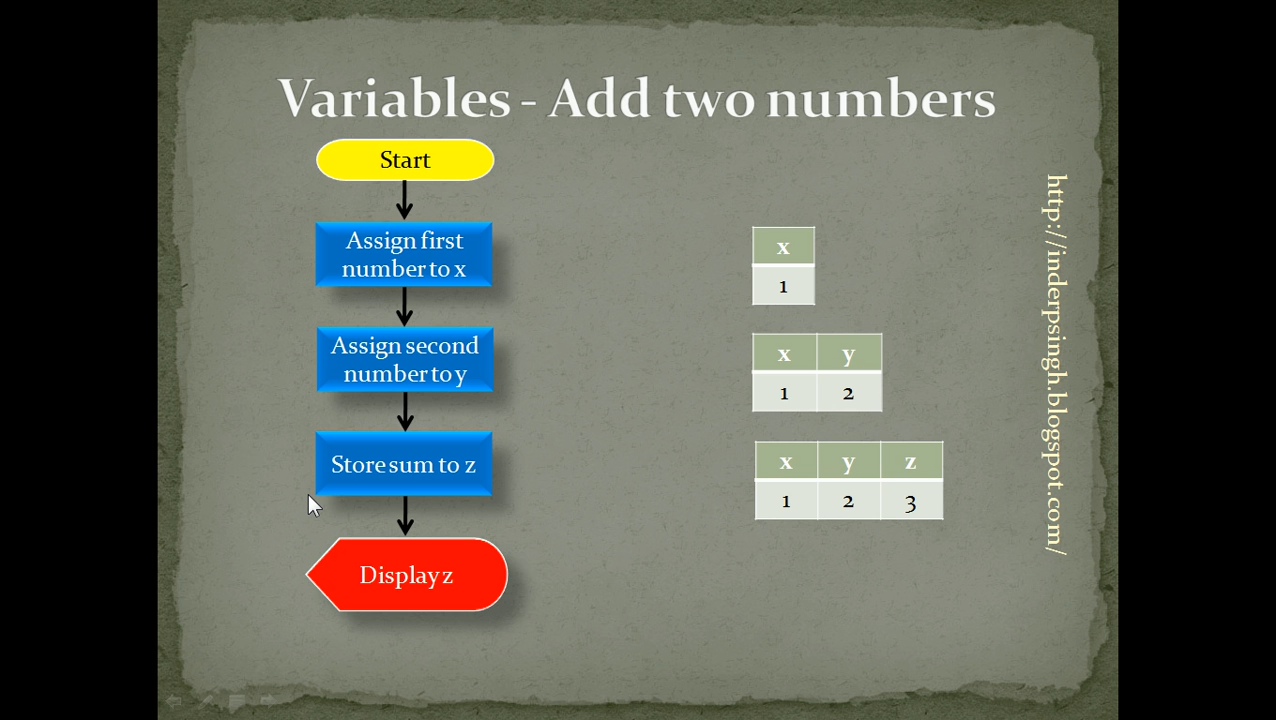 Variables - Add two numbers
Start
Assign first
number to x
Assign second
number to y
Store sum to z
Display z
x
1
x y
1 2
x y z
1 2 3
http://inderpsingh.blogspot.com/